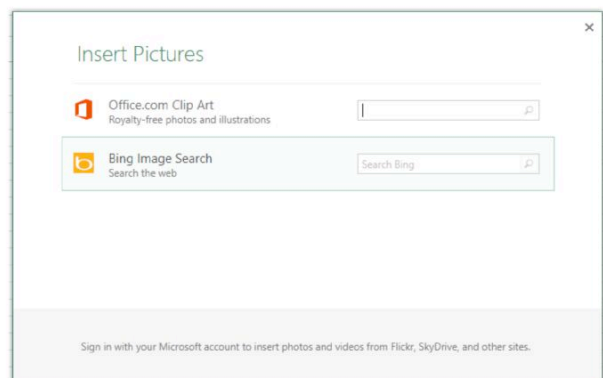 Insert Pictures
Office.com Clip Art
Royalty-free photos and illustrations
Bing Image Search
Search the web
Search Bing
Sign in with your Microsoft account to insert photos and videos from Flickr, SkyDrive, and other sites.